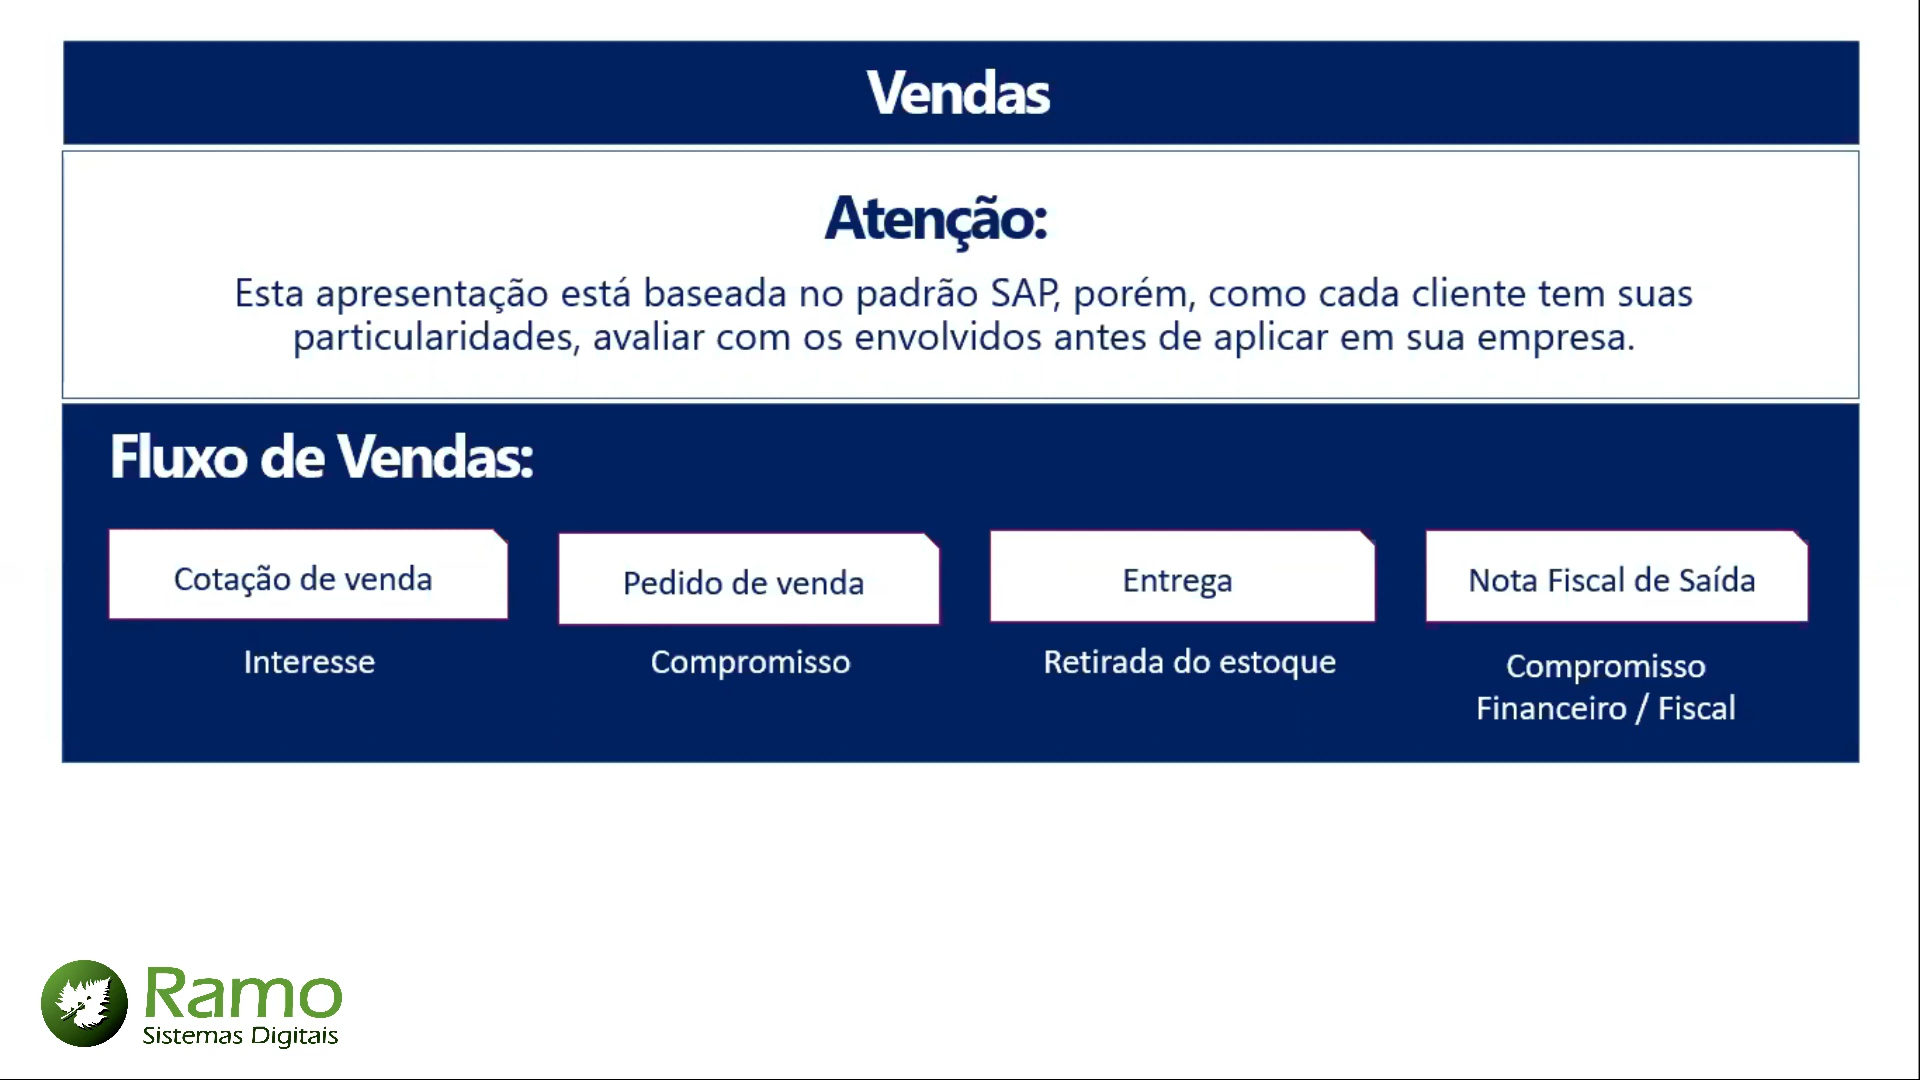 Vendas
Atenção:
Esta apresentação está baseada no padrão SAP, porém, como cada cliente tem suas
particularidades, avaliar com os envolvidos antes de aplicar em sua empresa.
Fluxo de Vendas:
Cotação de venda
Pedido de venda
Entrega
Nota Fiscal de Saída
Interesse
Compromisso
Retirada do estoque
Compromisso
Financeiro / Fiscal
Ramo
Sistemas Digitais